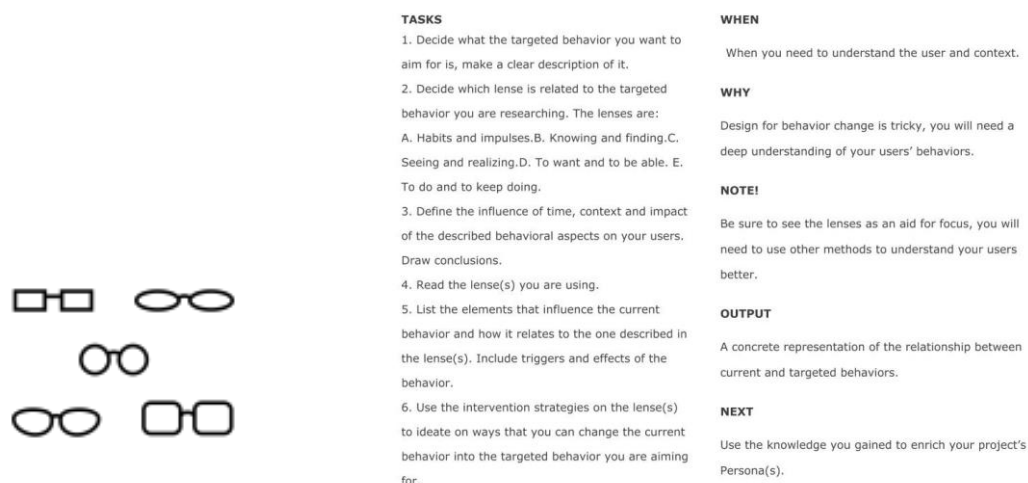 TASKS
1. Decide what the targeted behavior you want to
aim for is, make a clear description of it.
2. Decide which lense is related to the targeted
behavior you are researching. The lenses are:
A. Habits and impulses.B. Knowing and finding.C.
Seeing and realizing.D. To want and to be able. E.
To do and to keep doing.
3. Define the influence of time, context and impact
of the described behavioral aspects on your users.
Draw conclusions.
4. Read the lense(s) you are using.
5. List the elements that influence the current
behavior and how it relates to the one described in
the lense(s). Include triggers and effects of the
behavior.
6. Use the intervention strategies on the lense(s)
to ideate on ways that you can change the current
behavior into the targeted behavior you are aiming
for
WHEN
When you need to understand the user and context.
WHY
Design for behavior change is tricky, you will need a
deep understanding of your users’ behaviors.
NOTE!
Be sure to see the lenses as an aid for focus, you will
need to use other methods to understand your users
better.
OUTPUT
A concrete representation of the relationship between
current and targeted behaviors.
NEXT
Use the knowledge you gained to enrich your project’s
Persona(s).